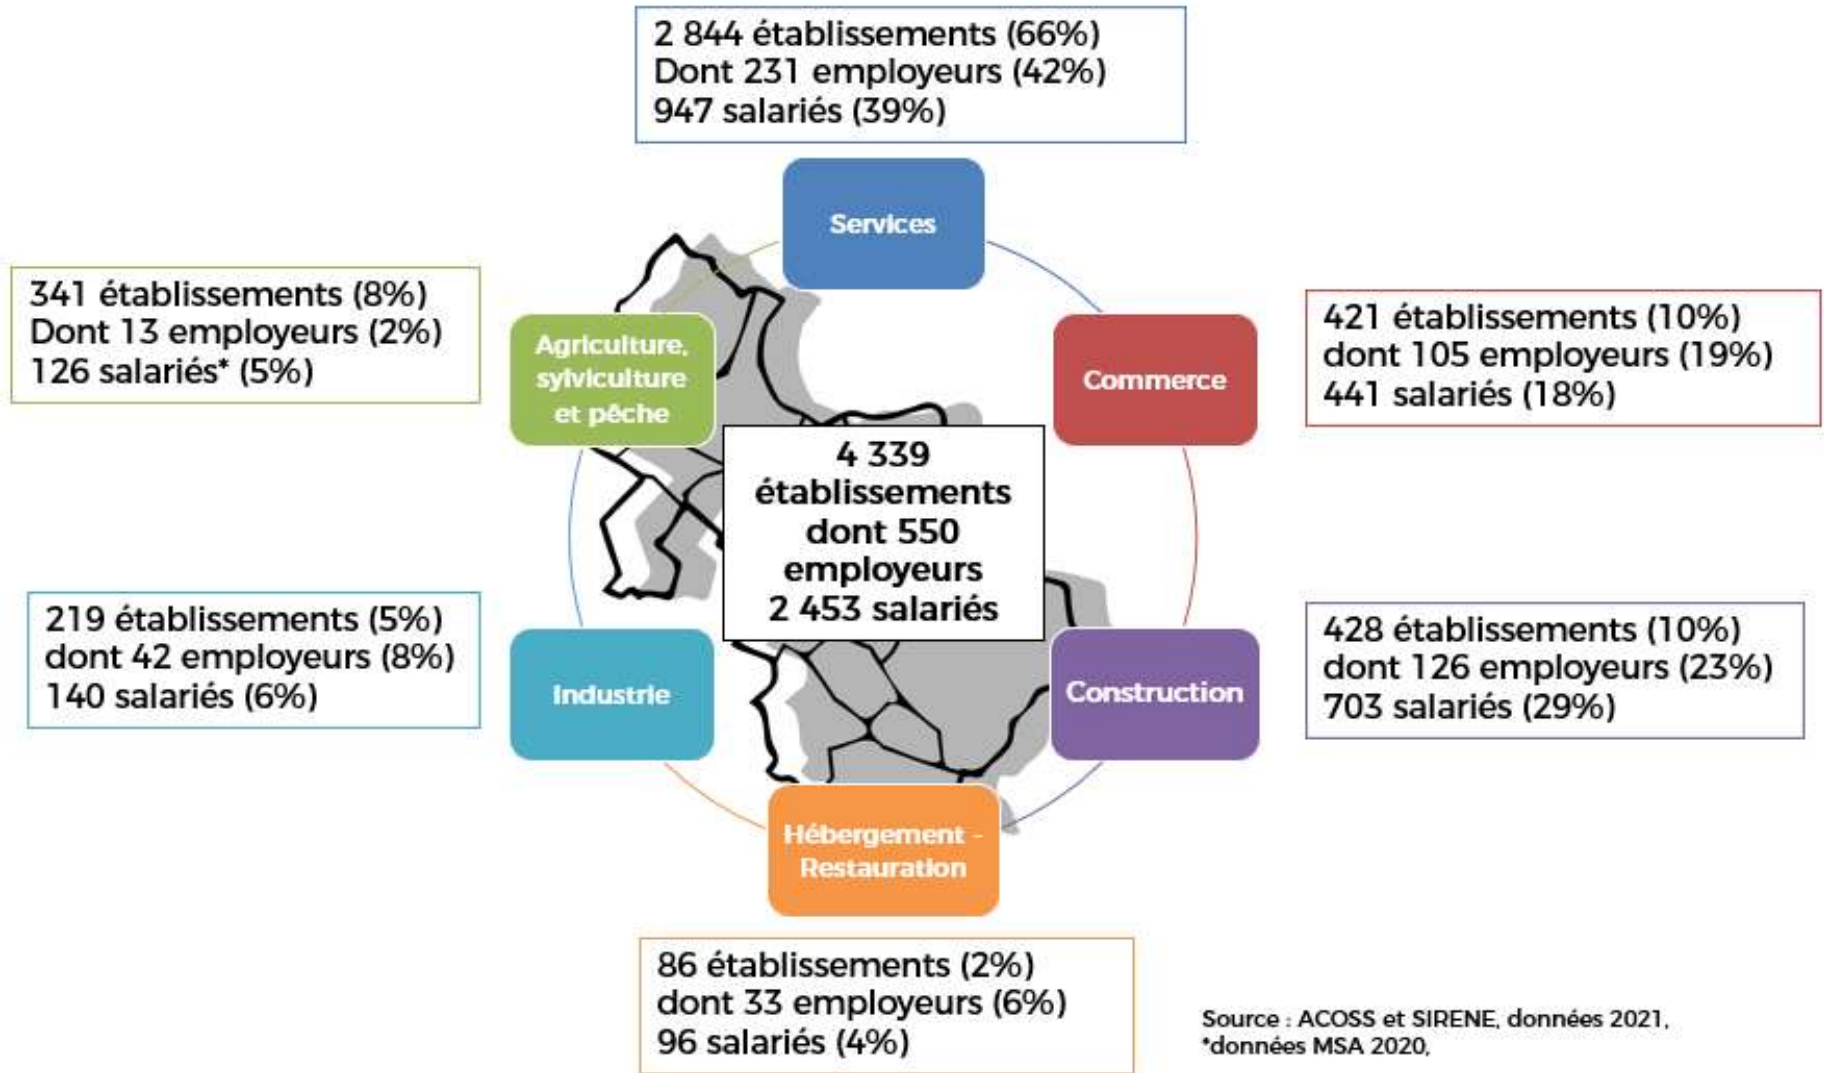 2 844 établissements (66%)
Dont 231 employeurs (42%)
947 salariés (39%)
Services
341 établissements (8%)
Dont 13 employeurs (2%)
126 salariés* (5%)
Agriculture,
sylviculture
et pêche
Commerce
421 établissements (10%)
dont 105 employeurs (19%)
441 salariés (18%)
4 339
établissements
dont 550
employeurs
2 453 salariés
219 établissements (5%)
dont 42 employeurs (8%)
140 salariés (6%)
Industrie
Construction
428 établissements (10%)
dont 126 employeurs (23%)
703 salariés (29%)
Hébergement -
Restauration
86 établissements (2%)
dont 33 employeurs (6%)
96 salariés (4%)
Source : ACOSS et SIRENE, données 2021,
*données MSA 2020,